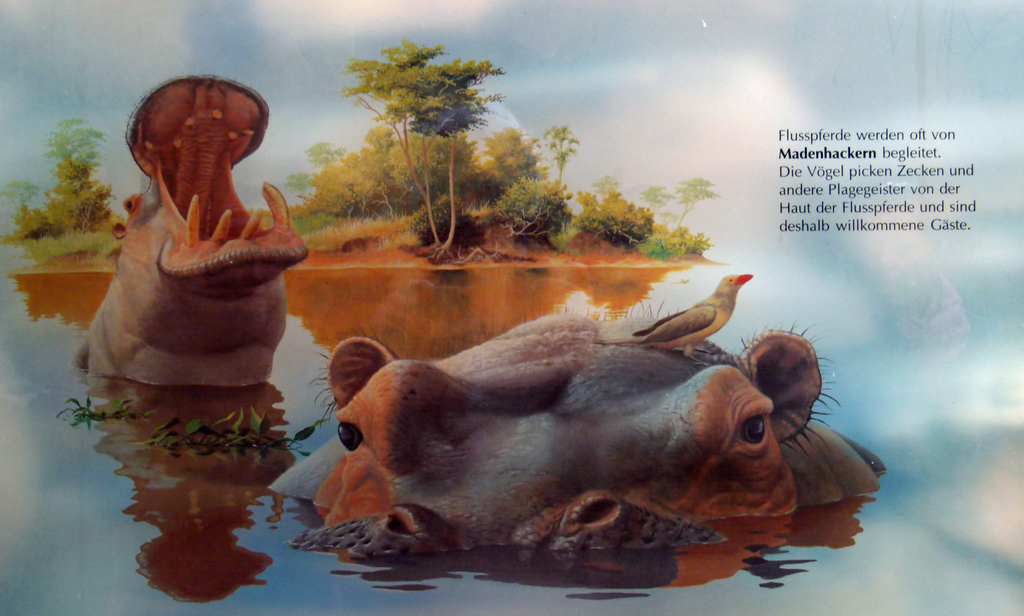 Flusspferde werden oft von
Madenhackern begleitet.
Die Vögel picken Zecken und
andere Plagegeister von der
Haut der Flusspferde und sind
deshalb willkommene Gäste.